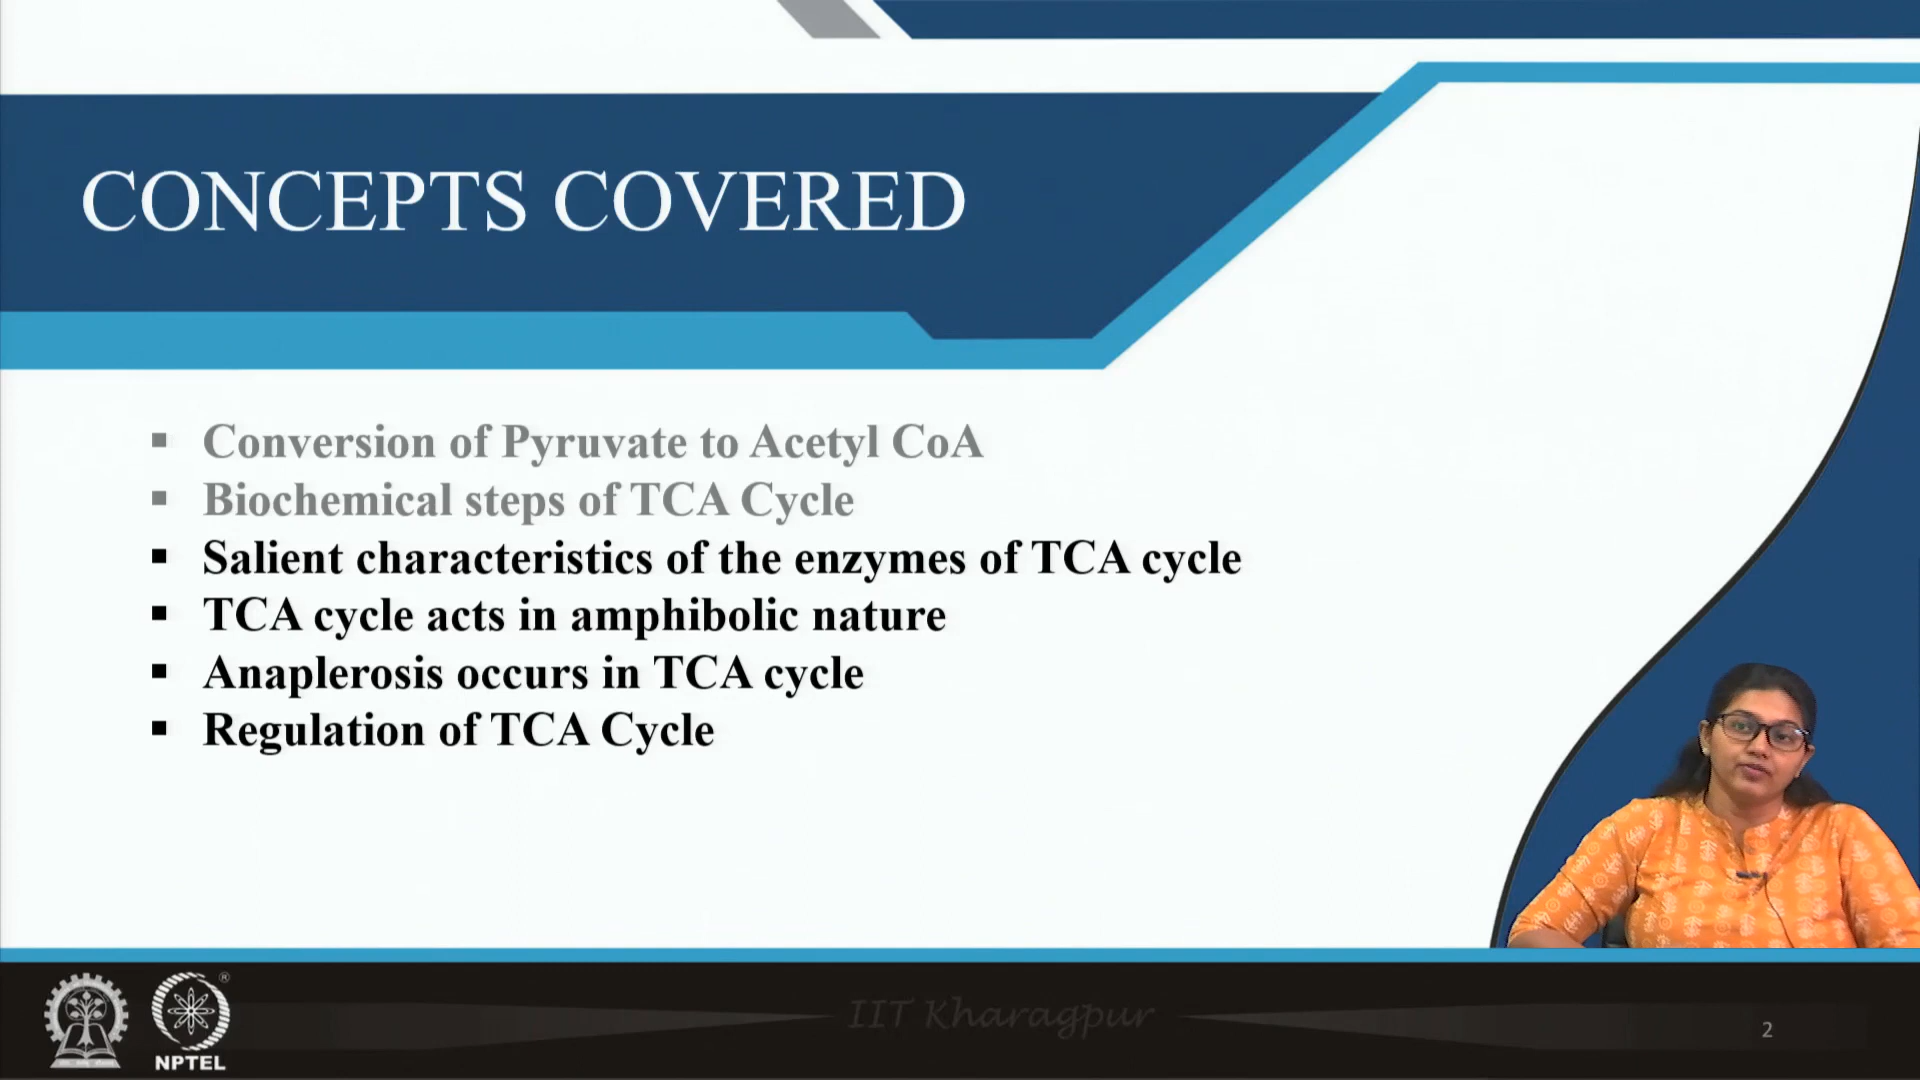 CONCEPTS COVERED
▪ Conversion of Pyruvate to Acetyl CoA
▪ Biochemical steps of TCA Cycle
▪ Salient characteristics of the enzymes of TCA cycle
▪ TCA cycle acts in amphibolic nature
▪ Anaplerosis occurs in TCA cycle
▪ Regulation of TCA Cycle
®
NPTEL
IIT Kharagpur
2